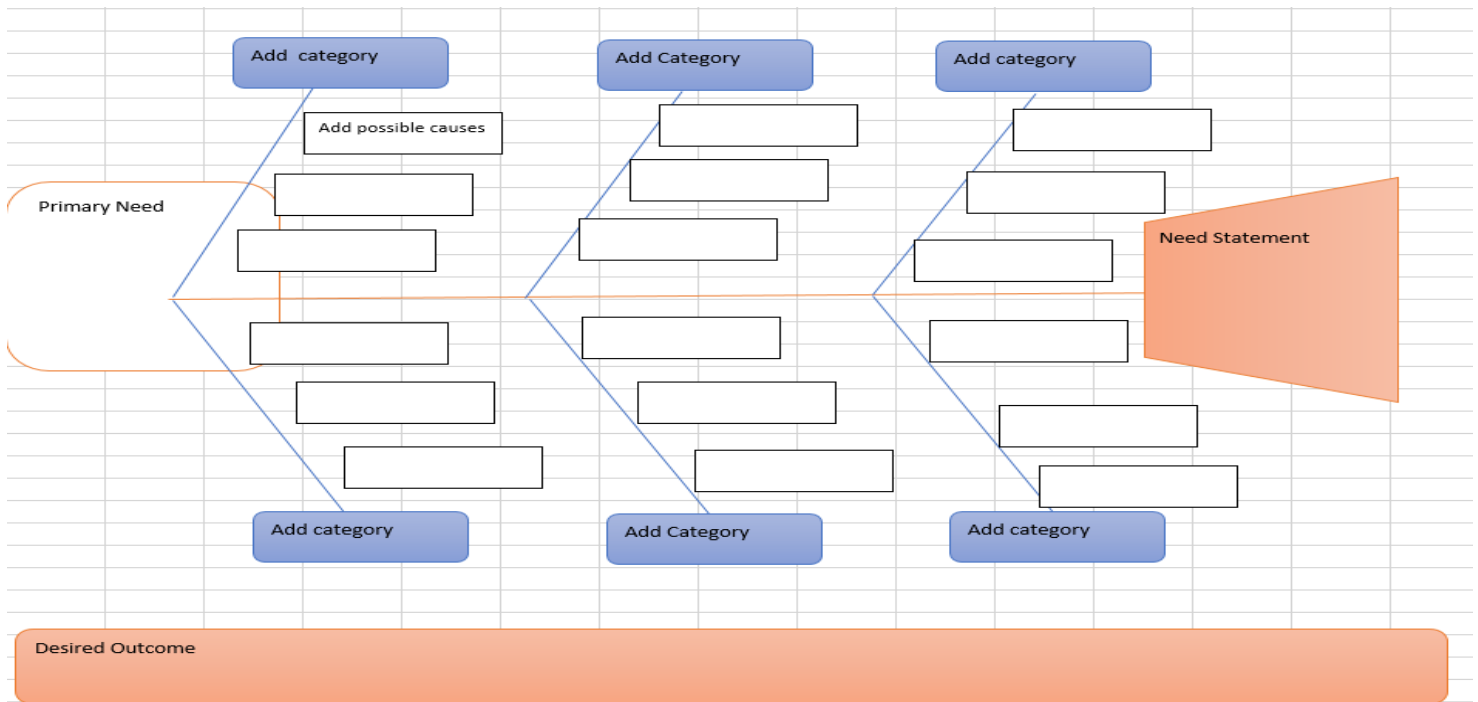 Add  category
Add Category
Add category
Add possible causes
Primary Need
Need Statement
Add category
Add Category
Add category
Desired Outcome